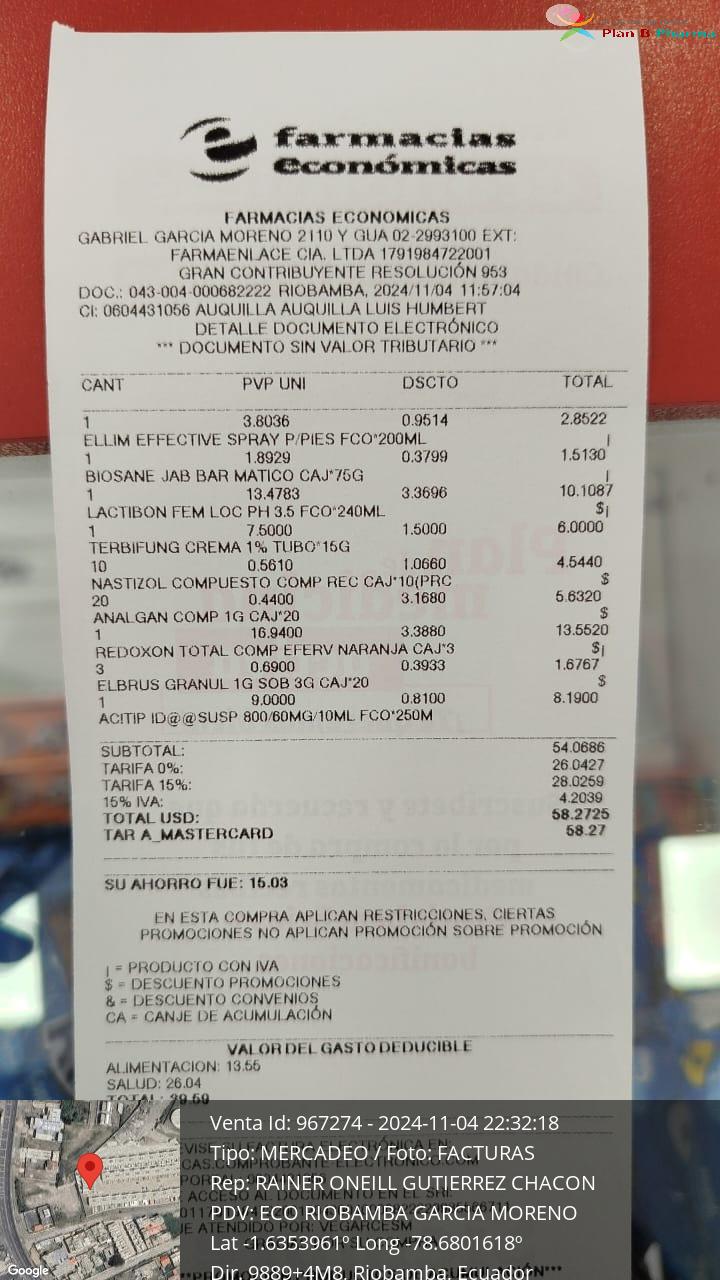 Plan B Pharma
farmacias
económicas
FARMACIAS ECONOMICAS
GABRIEL GARCIA MORENO 2110 Y GUA 02-2993100 EXT:
FARMAENLACE CIA. LTDA 1791984722001
GRAN CONTRIBUYENTE RESOLUCIÓN 953
DOC.: 043-004-000682222 RIOBAMBA, 2024/11/04 11:57:04
CI: 0604431056 AUQUILLA AUQUILLA LUIS HUMBERT
DETALLE DOCUMENTO ELECTRÓNICO
*** DOCUMENTO SIN VALOR TRIBUTARIO ***
CANT PVP UNI DSCTO TOTAL
1 3.8036 0.9514 2.8522
ELLIM EFFECTIVE SPRAY P/PIES FCO*200ML |
1 1.8929 0.3799 1.5130
BIOSANE JAB BAR MATICO CAJ*75G |
1 13.4783 3.3696 10.1087
LACTIBON FEM LOC PH 3.5 FCO*240ML $|
1 7.5000 1.5000 6.0000
TERBIFUNG CREMA 1% TUBO*15G
10 0.5610 1.0660 4.5440
NASTIZOL COMPUESTO COMP REC CAJ*10(PRC $
20 0.4400 3.1680 5.6320
ANALGAN COMP 1G CAJ*20 $
1 16.9400 3.3880 13.5520
REDOXON TOTAL COMP EFERV NARANJA CAJ*3 $|
3 0.6900 0.3933 1.6767
ELBRUS GRANUL 1G SOB 3G CAJ*20 $
1 9.0000 0.8100 8.1900
ACITIP ID@@SUSP 800/60MG/10ML FCO*250M
SUBTOTAL: 54.0686
TARIFA 0%: 26.0427
TARIFA 15%: 28.0259
15% IVA: 4.2039
TOTAL USD: 58.2725
TAR A_MASTERCARD 58.27
SU AHORRO FUE: 15.03
EN ESTA COMPRA APLICAN RESTRICCIONES, CIERTAS
PROMOCIONES NO APLICAN PROMOCIÓN SOBRE PROMOCIÓN
| = PRODUCTO CON IVA
$ = DESCUENTO PROMOCIONES
& = DESCUENTO CONVENIOS
CA = CANJE DE ACUMULACIÓN
VALOR DEL GASTO DEDUCIBLE
ALIMENTACION: 13.55
SALUD: 26.04
TOTAL: 39.59
Venta Id: 967274 - 2024-11-04 22:32:18
Tipo: MERCADEO / Foto: FACTURAS
Rep: RAINER ONEILL GUTIERREZ CHACON
PDV: ECO RIOBAMBA GARCIA MORENO
Lat -1.6353961º Long -78.6801618º
Dir. 9889+4M8, Riobamba, Ecuador
Google